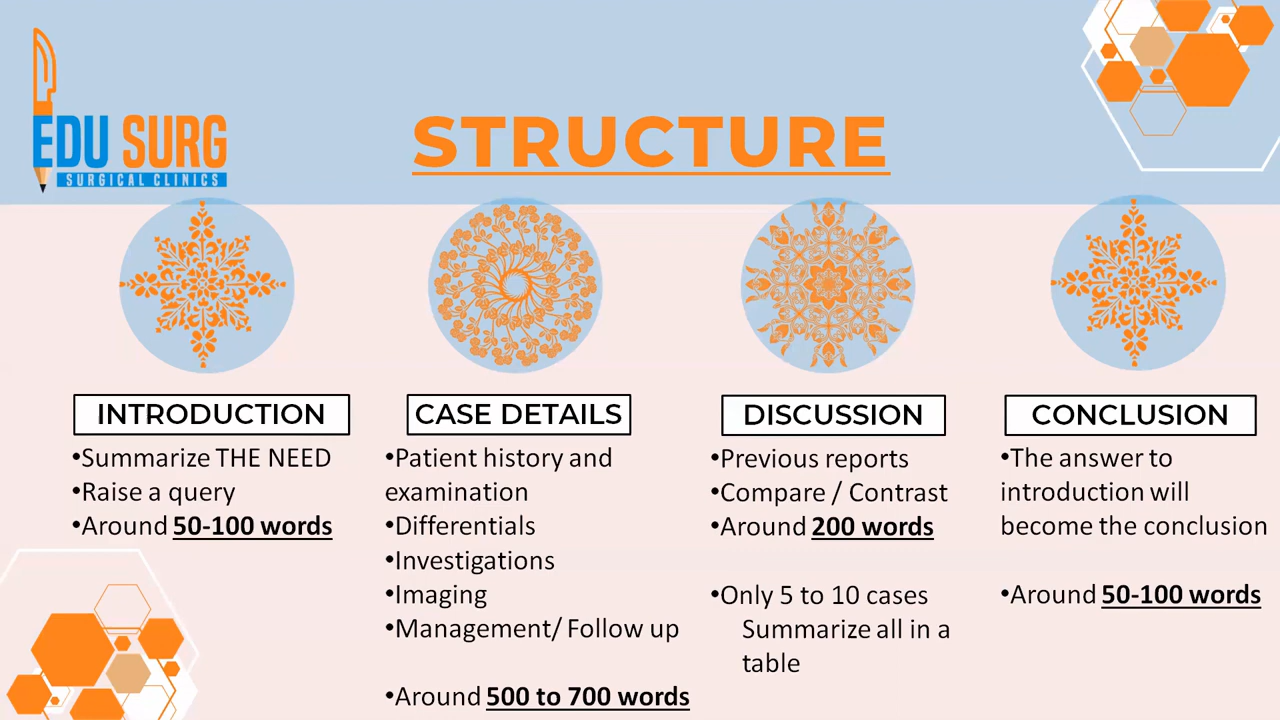 EDU SURG
SURGICAL CLINICS
STRUCTURE
INTRODUCTION
•Summarize THE NEED
•Raise a query
•Around 50-100 words
CASE DETAILS
•Patient history and
examination
•Differentials
•Investigations
•Imaging
•Management/ Follow up
•Around 500 to 700 words
DISCUSSION
•Previous reports
•Compare / Contrast
•Around 200 words
•Only 5 to 10 cases
Summarize all in a
table
CONCLUSION
•The answer to
introduction will
become the conclusion
•Around 50-100 words